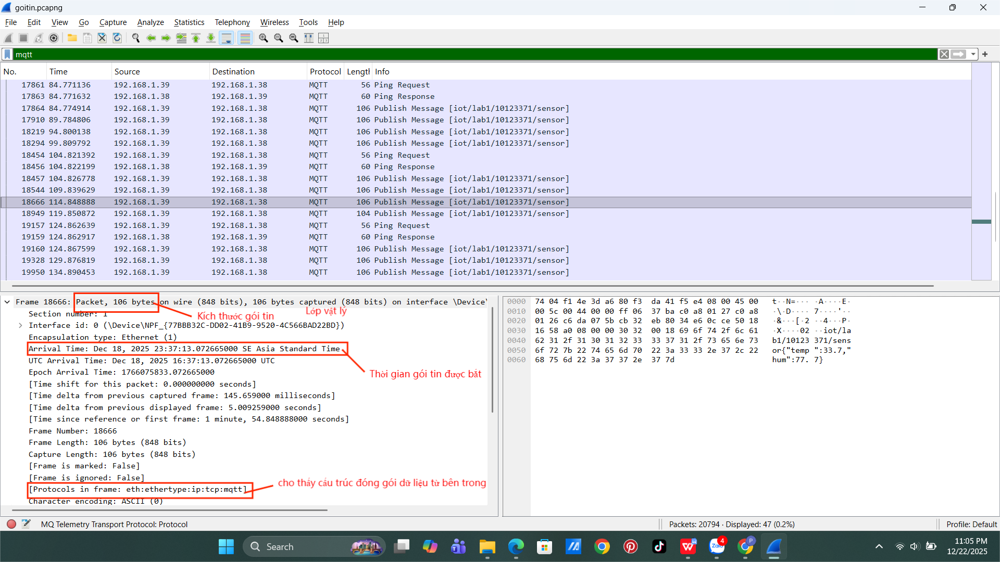 goitin.pcapng
File Edit View Go Capture Analyze Statistics Telephony Wireless Tools Help
mqtt
No. Time Source Destination Protocol Length Info
17861 84.771136 192.168.1.39 192.168.1.38 MQTT 56 Ping Request
17863 84.771632 192.168.1.38 192.168.1.39 MQTT 60 Ping Response
17864 84.774914 192.168.1.39 192.168.1.38 MQTT 106 Publish Message [iot/lab1/10123371/sensor]
17910 89.784806 192.168.1.39 192.168.1.38 MQTT 106 Publish Message [iot/lab1/10123371/sensor]
18219 94.800138 192.168.1.39 192.168.1.38 MQTT 106 Publish Message [iot/lab1/10123371/sensor]
18294 99.809792 192.168.1.39 192.168.1.38 MQTT 106 Publish Message [iot/lab1/10123371/sensor]
18454 104.821392 192.168.1.39 192.168.1.38 MQTT 56 Ping Request
18456 104.822199 192.168.1.38 192.168.1.39 MQTT 60 Ping Response
18457 104.826778 192.168.1.39 192.168.1.38 MQTT 106 Publish Message [iot/lab1/10123371/sensor]
18544 109.839629 192.168.1.39 192.168.1.38 MQTT 106 Publish Message [iot/lab1/10123371/sensor]
18666 114.848888 192.168.1.39 192.168.1.38 MQTT 106 Publish Message [iot/lab1/10123371/sensor]
18949 119.850872 192.168.1.39 192.168.1.38 MQTT 104 Publish Message [iot/lab1/10123371/sensor]
19157 124.862639 192.168.1.39 192.168.1.38 MQTT 56 Ping Request
19159 124.862917 192.168.1.38 192.168.1.39 MQTT 60 Ping Response
19160 124.867599 192.168.1.39 192.168.1.38 MQTT 106 Publish Message [iot/lab1/10123371/sensor]
19328 129.876819 192.168.1.39 192.168.1.38 MQTT 106 Publish Message [iot/lab1/10123371/sensor]
19950 134.890453 192.168.1.39 192.168.1.38 MQTT 106 Publish Message [iot/lab1/10123371/sensor]
Frame 18666: Packet, 106 bytes on wire (848 bits), 106 bytes captured (848 bits) on interface \Device\
Section number: 1
Kích thước gói tin
Lớp vật lý
Interface id: 0 (\Device\NPF_{77BBB32C-DD02-41B9-9520-4C566BAD22BD})
Encapsulation type: Ethernet (1)
Arrival Time: Dec 18, 2025 23:37:13.072665000 SE Asia Standard Time
UTC Arrival Time: Dec 18, 2025 16:37:13.072665000 UTC
Epoch Arrival Time: 1766075833.072665000
Thời gian gói tin được bắt
[Time shift for this packet: 0.000000000 seconds]
[Time delta from previous captured frame: 145.659000 milliseconds]
[Time delta from previous displayed frame: 5.009259000 seconds]
[Time since reference or first frame: 1 minute, 54.848888000 seconds]
Frame Number: 18666
Frame Length: 106 bytes (848 bits)
Capture Length: 106 bytes (848 bits)
[Frame is marked: False]
[Frame is ignored: False]
cho thấy cấu trúc đóng gói dữ liệu từ bên trong
[Protocols in frame: eth:ethertype:ip:tcp:mqtt]
Character encoding: ASCII (0)
0000 74 04 f1 4e 3d a6 80 f3 da 41 f5 e4 08 00 45 00 t··N=··· ·A····E·
0010 00 5c 00 44 00 00 ff 06 37 ba c0 a8 01 27 c0 a8 ·\·D···· 7····'··
0020 01 26 c6 da 07 5b cb 32 eb 80 34 e6 0c ce 50 18 ·&···[·2 ··4···P·
0030 16 58 a0 08 00 00 30 32 00 18 69 6f 74 2f 6c 61 ·X····02 ··iot/la
0040 62 31 2f 31 30 31 32 33 33 37 31 2f 73 65 6e 73 b1/10123 371/sens
0050 6f 72 7b 22 74 65 6d 70 22 3a 33 33 2e 37 2c 22 or{"temp ":33.7,"
0060 68 75 6d 22 3a 37 37 2e 37 7d hum":77. 7}
MQ Telemetry Transport Protocol: Protocol
Packets: 20794 · Displayed: 47 (0.2%)
Profile: Default
Search
Zalo
4
P
11:05 PM
12/22/2025